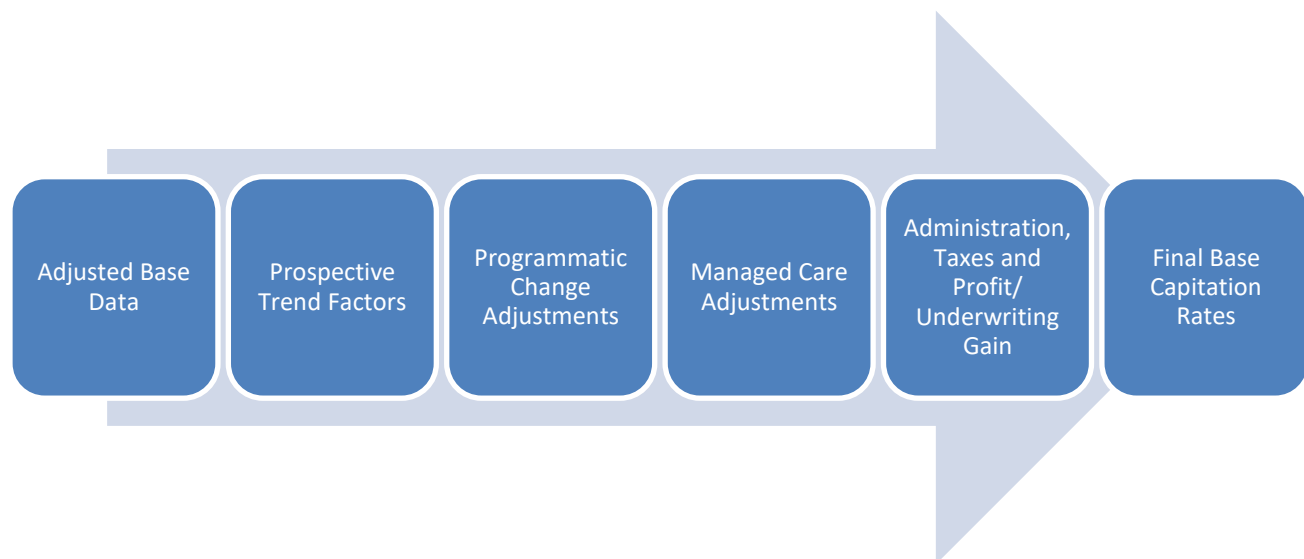 Adjusted Base
Data
Prospective
Trend Factors
Programmatic
Change
Adjustments
Managed Care
Adjustments
Administration,
Taxes and
Profit/
Underwriting
Gain
Final Base
Capitation
Rates